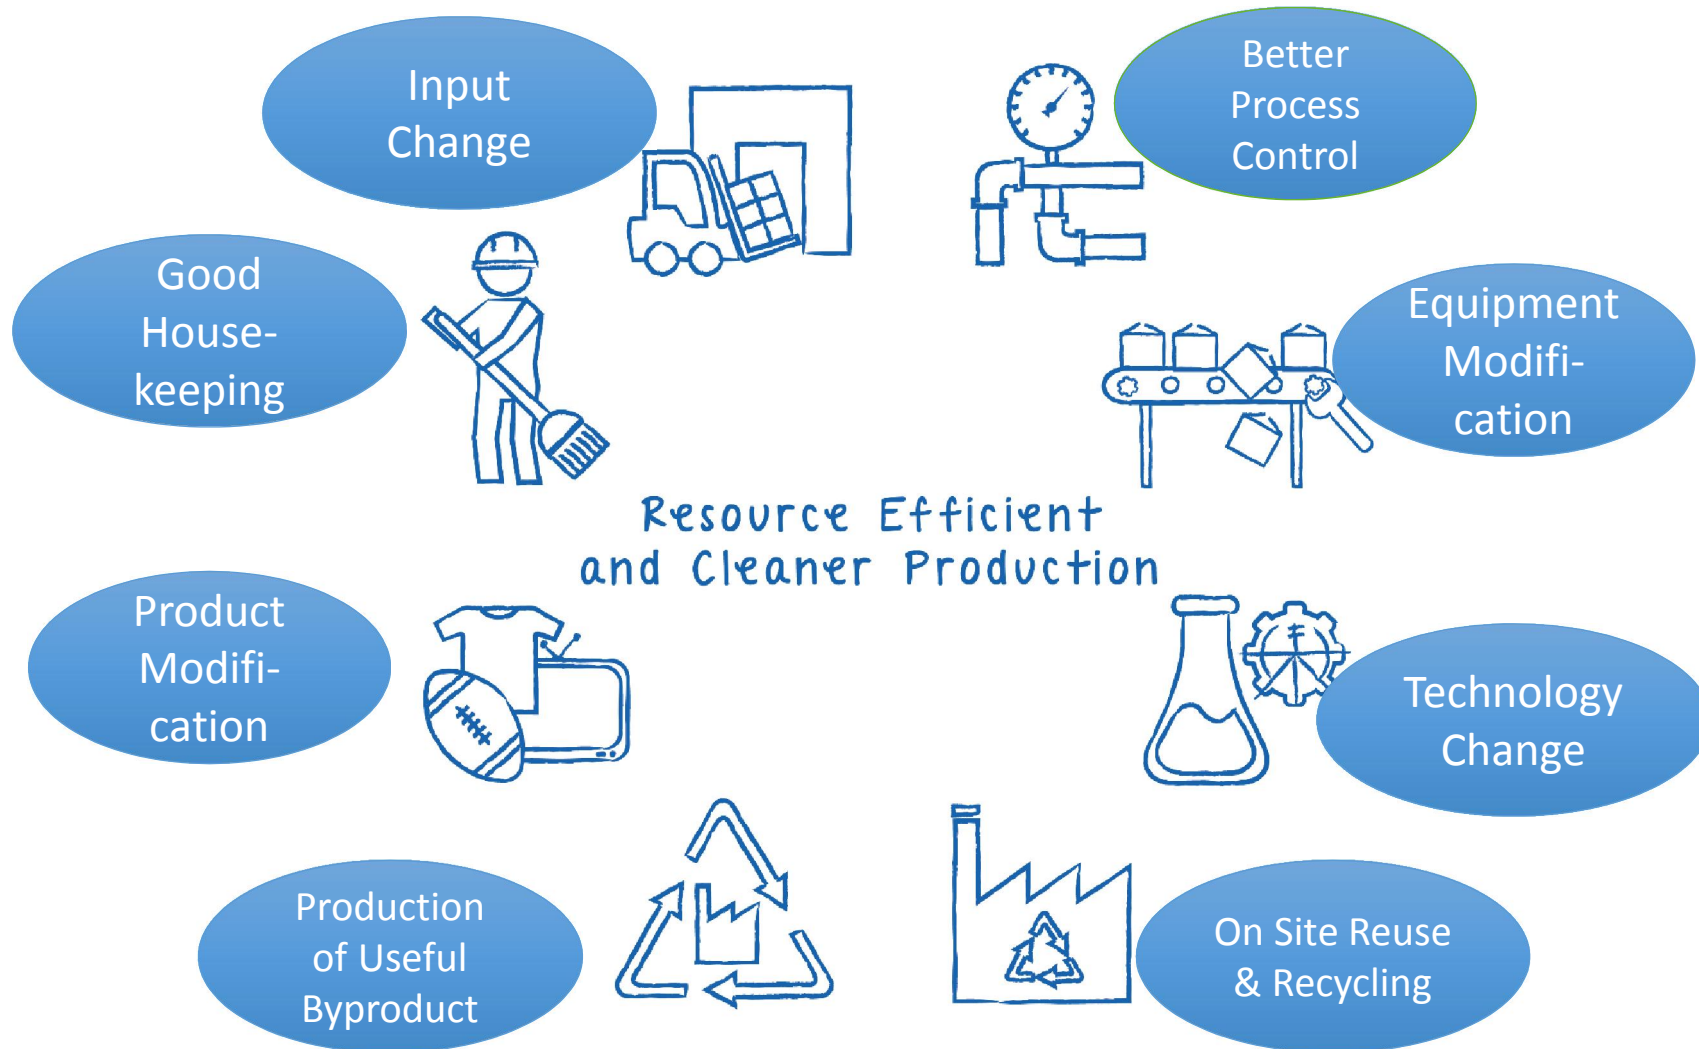 Input
Change
Better
Process
Control
Good
House-
keeping
Equipment
Modifi-
cation
Resource Efficient
and Cleaner Production
Product
Modifi-
cation
Technology
Change
Production
of Useful
Byproduct
On Site Reuse
& Recycling